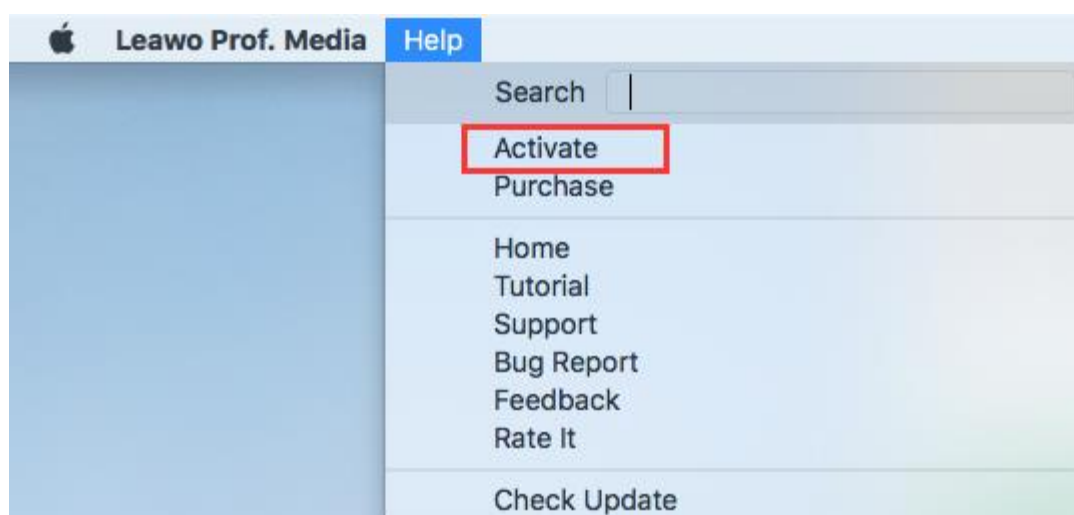 Leawo Prof. Media Help
Search
Activate
Purchase
Home
Tutorial
Support
Bug Report
Feedback
Rate It
Check Update